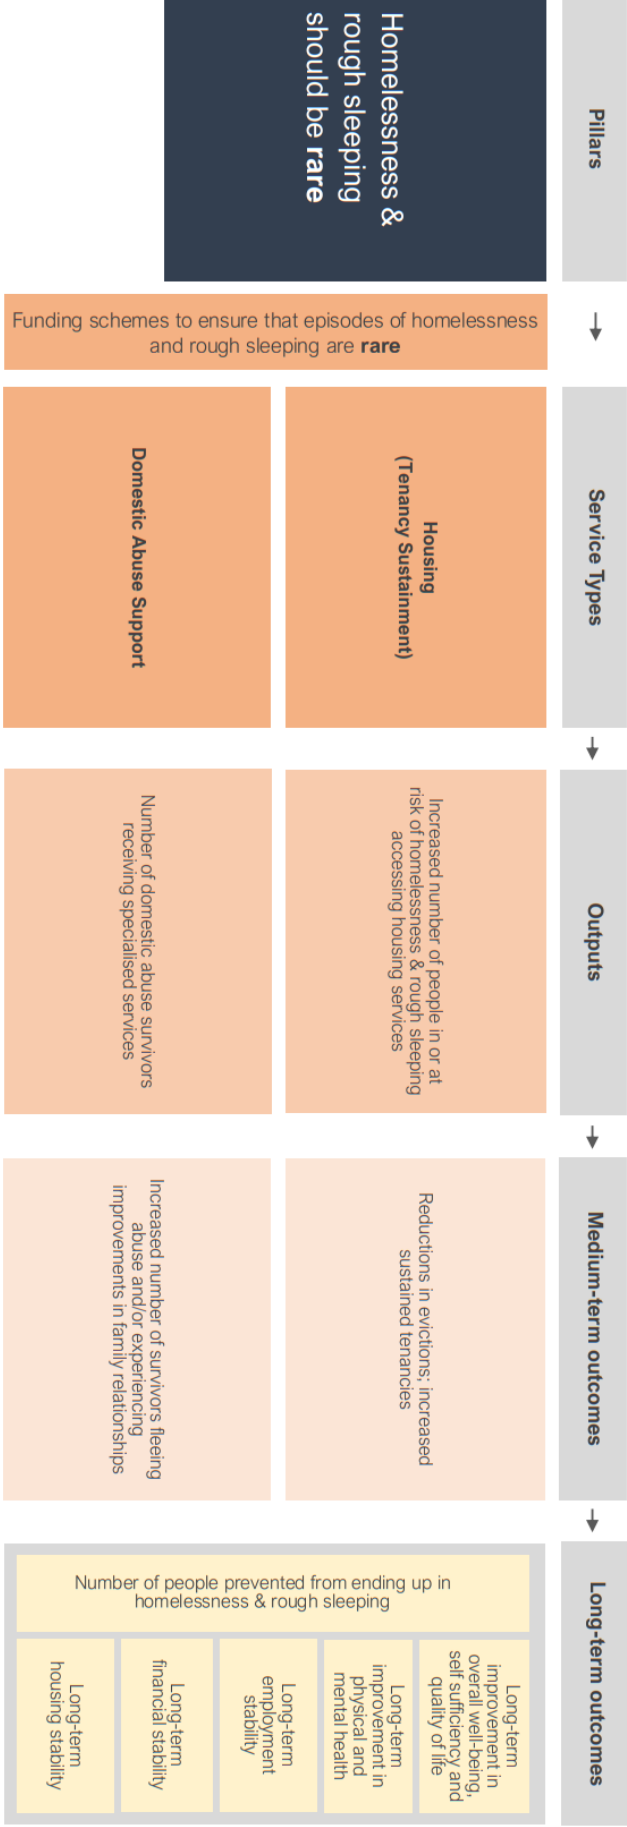 Pillars
Homelessness &
rough sleeping
should be rare
Funding schemes to ensure that episodes of homelessness
and rough sleeping are rare
Service Types
Housing
(Tenancy Sustainment)
Domestic Abuse Support
Outputs
Increased number of people in or at
risk of homelessness & rough sleeping
accessing housing services
Number of domestic abuse survivors
receiving specialised services
Medium-term outcomes
Reductions in evictions; increased
sustained tenancies
Increased number of survivors fleeing
abuse and/or experiencing
improvements in family relationships
Long-term outcomes
Number of people prevented from ending up in
homelessness & rough sleeping
Long-term
improvement in
overall well-being,
self sufficiency and
quality of life
Long-term
improvement in
physical and
mental health
Long-term
employment
stability
Long-term
financial stability
Long-term
housing stability